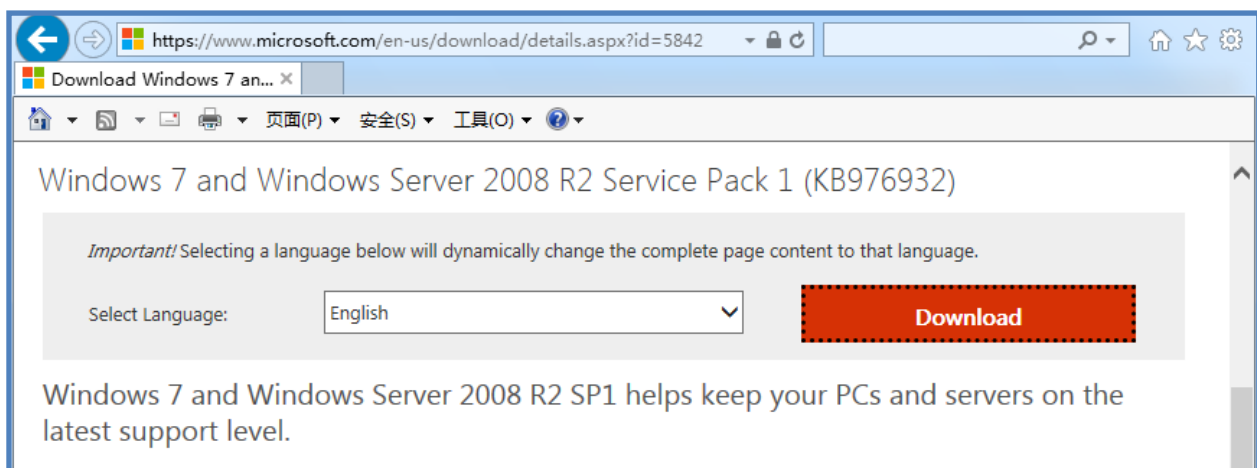 https://www.microsoft.com/en-us/download/details.aspx?id=5842
Download Windows 7 an...
页面(P) 安全(S) 工具(O)
Windows 7 and Windows Server 2008 R2 Service Pack 1 (KB976932)
Important! Selecting a language below will dynamically change the complete page content to that language.
Select Language: English Download
Windows 7 and Windows Server 2008 R2 SP1 helps keep your PCs and servers on the
latest support level.